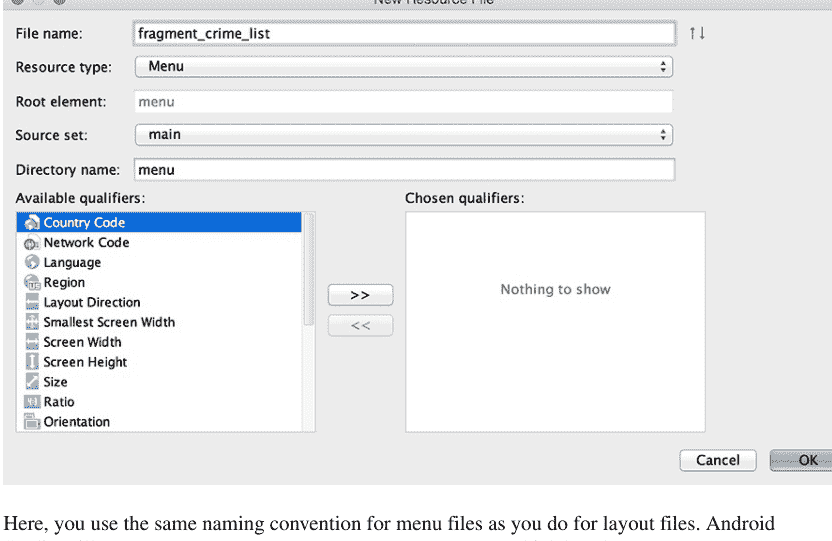 New Resource File
File name: fragment_crime_list
Resource type: Menu
Root element: menu
Source set: main
Directory name: menu
Available qualifiers: Chosen qualifiers:
Country Code
Network Code
Language
Region
Layout Direction
Smallest Screen Width
Screen Width
Screen Height
Size
Ratio
Orientation
>>
<<
Nothing to show
Cancel OK
Here, you use the same naming convention for menu files as you do for layout files. Android